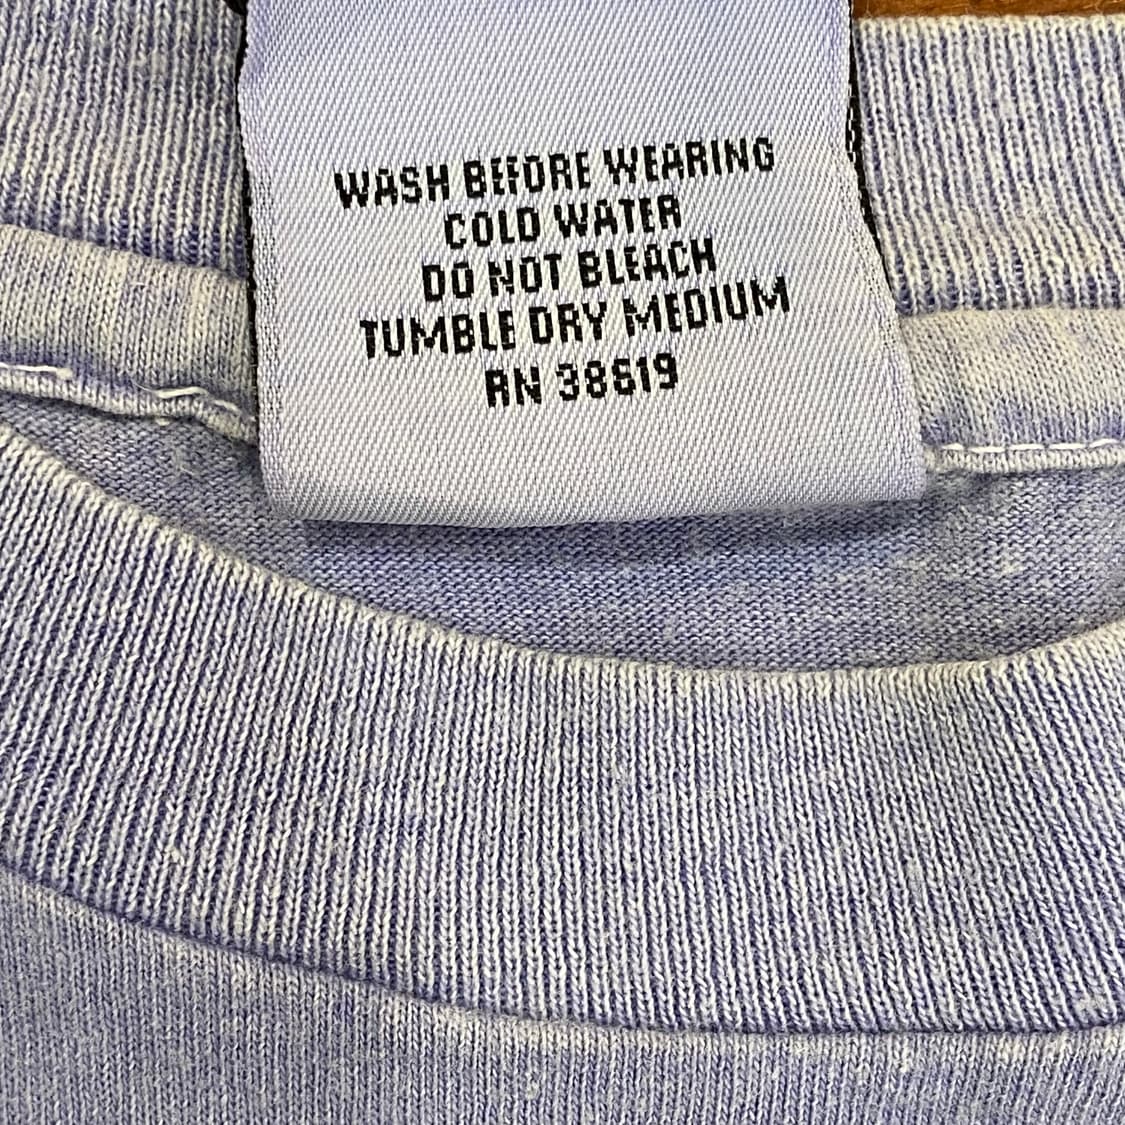 WASH BEFORE WEARING
COLD WATER
DO NOT BLEACH
TUMBLE DRY MEDIUM
RN 38619